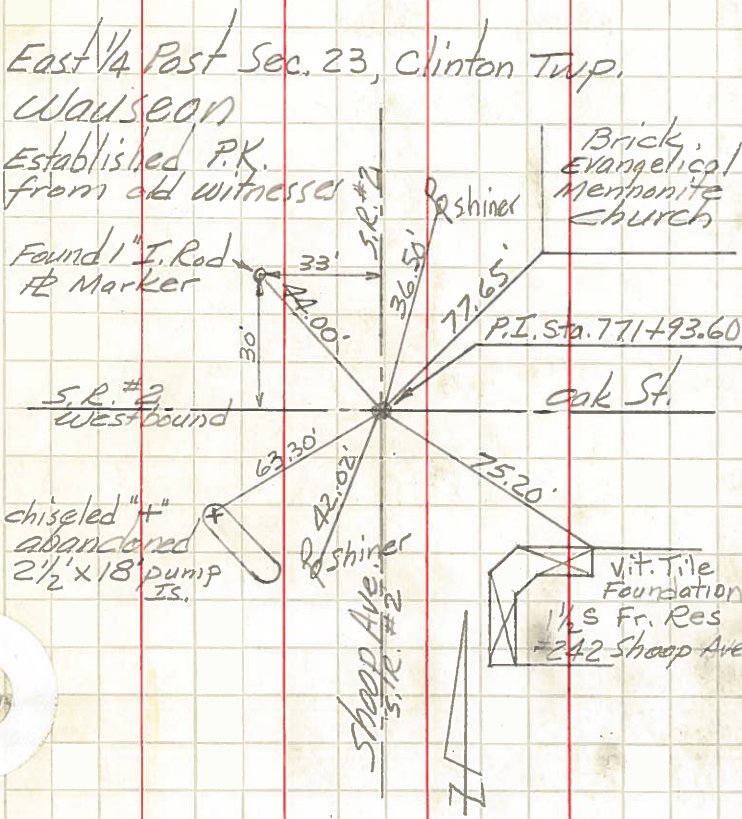 East 1/4 Post Sec. 23, Clinton Twp.
Wauseon
Established P.K.
from old witnesses
S.R. #2
shiner
Brick,
Evangelical
Mennonite
Church
Found 1" I. Rod
PL Marker
33'
44.00'
36.50'
77.65'
P.I. Sta. 771+93.60
30'
S.R. #2
Westbound
Oak St.
63.30'
42.02'
75.20'
chiseled "+"
abandoned
2½' x 18' pump
Is.
shiner
Vit. Tile
Foundation
1½ S Fr. Res
#242 Shoop Ave
Shoop Ave.
S.R. #2
N